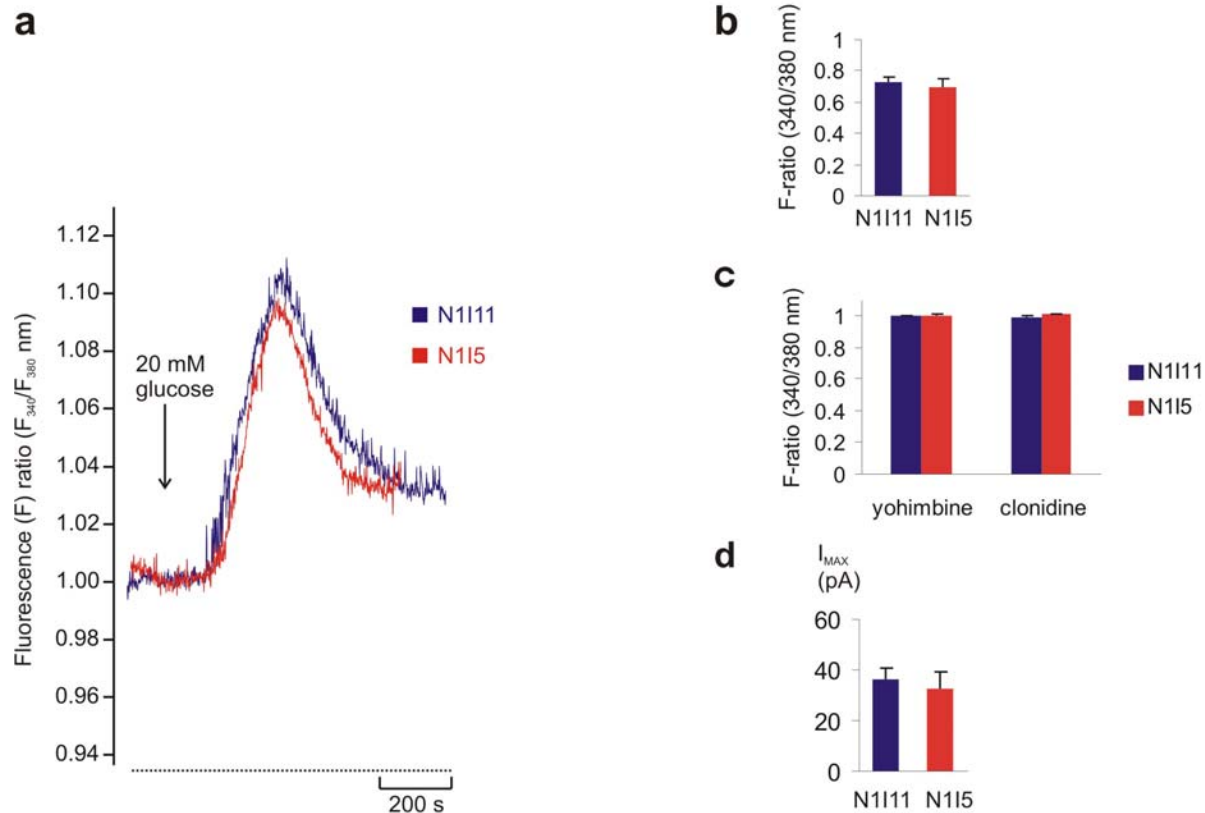 a
Fluorescence (F) ratio (F340/F380 nm)
1.12
1.10
1.08
1.06
1.04
1.02
1.00
0.98
0.96
0.94
20 mM
glucose
N1I11
N1I5
200 s
b
F-ratio (340/380 nm)
1
0.8
0.6
0.4
0.2
0
N1I11 N1I5
c
F-ratio (340/380 nm)
1
0.8
0.6
0.4
0.2
0
yohimbine clonidine
N1I11
N1I5
d
IMAX
(pA)
60
40
20
0
N1I11 N1I5